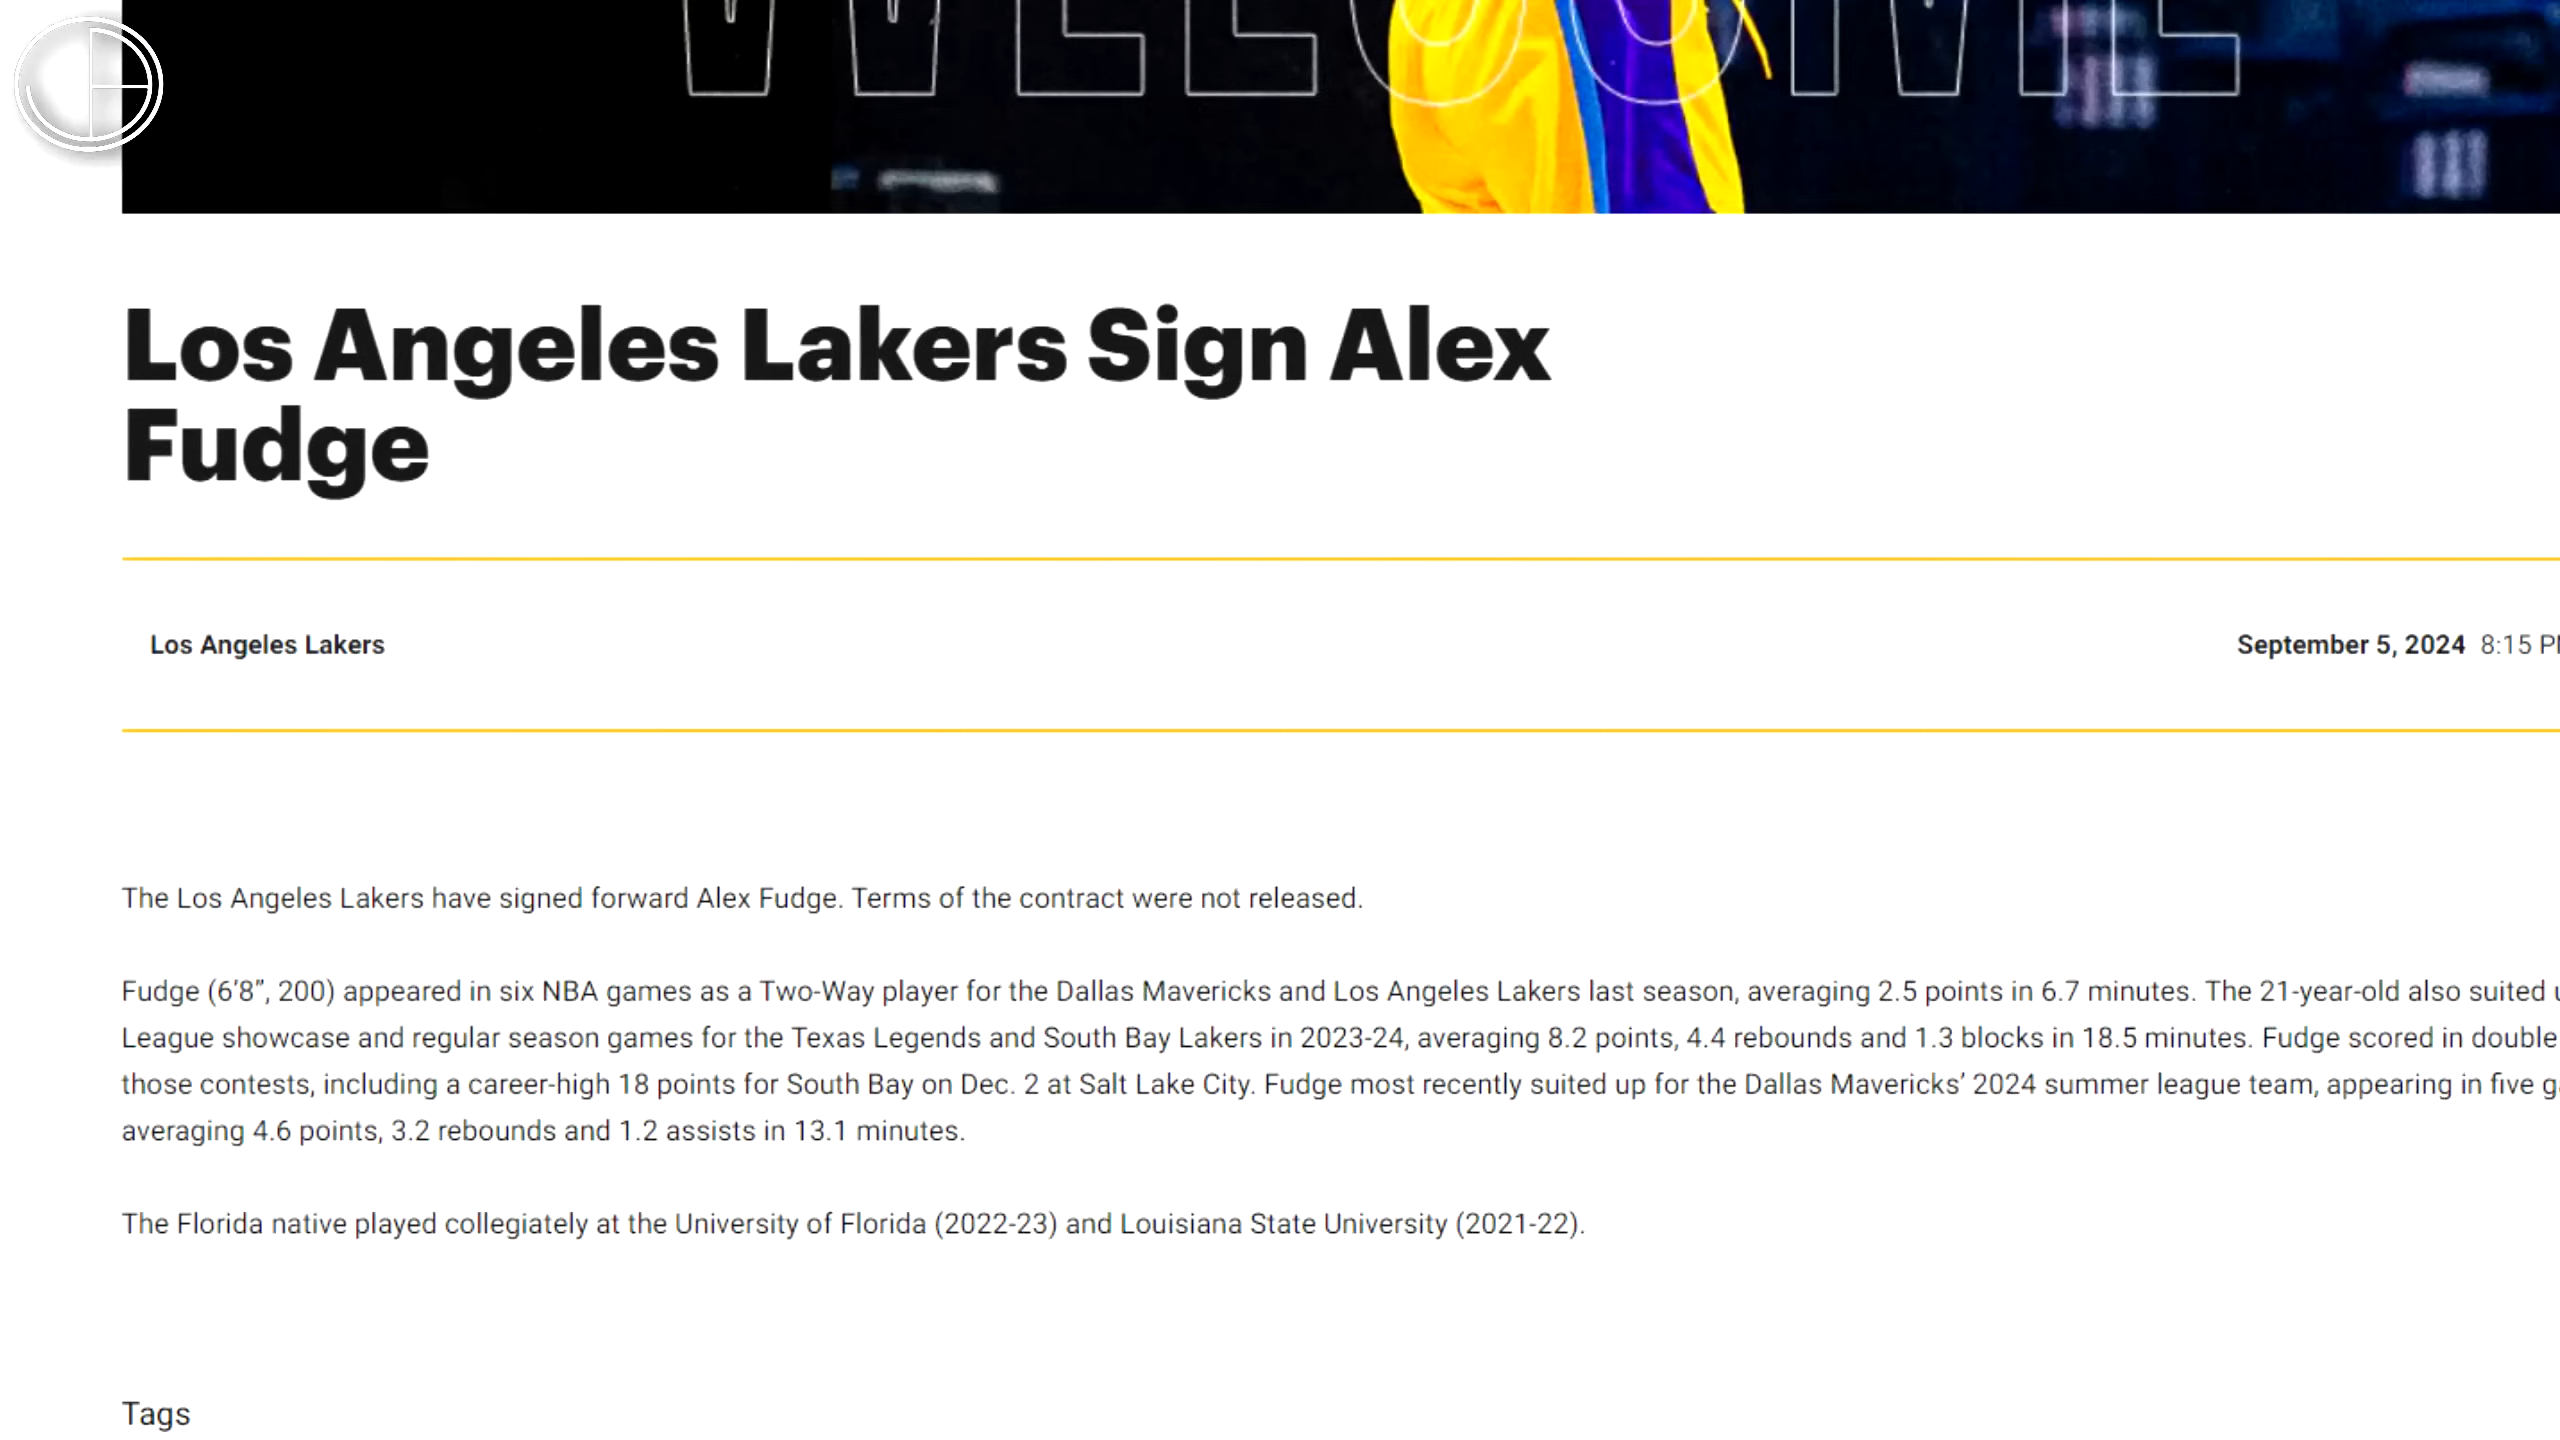 WELCOME
Los Angeles Lakers Sign Alex
Fudge
Los Angeles Lakers
September 5, 2024 8:15
The Los Angeles Lakers have signed forward Alex Fudge. Terms of the contract were not released.
Fudge (6’8”, 200) appeared in six NBA games as a Two-Way player for the Dallas Mavericks and Los Angeles Lakers last season, averaging 2.5 points in 6.7 minutes. The 21-year-old also suited
League showcase and regular season games for the Texas Legends and South Bay Lakers in 2023-24, averaging 8.2 points, 4.4 rebounds and 1.3 blocks in 18.5 minutes. Fudge scored in double
those contests, including a career-high 18 points for South Bay on Dec. 2 at Salt Lake City. Fudge most recently suited up for the Dallas Mavericks’ 2024 summer league team, appearing in five
averaging 4.6 points, 3.2 rebounds and 1.2 assists in 13.1 minutes.
The Florida native played collegiately at the University of Florida (2022-23) and Louisiana State University (2021-22).
Tags